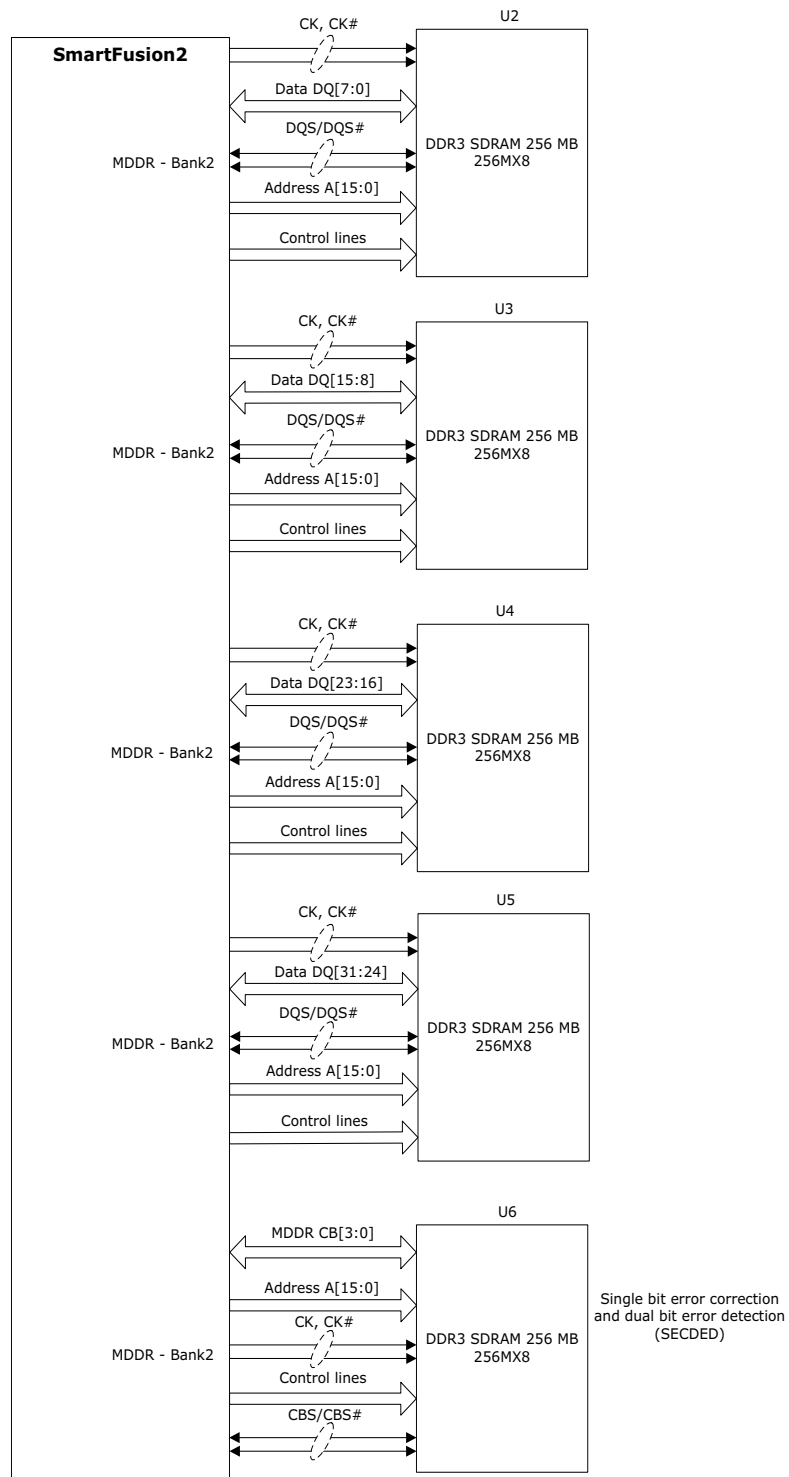 U2
CK, CK#
SmartFusion2
Data DQ[7:0]
DQS/DQS#
DDR3 SDRAM 256 MB
256MX8
MDDR - Bank2
Address A[15:0]
Control lines
U3
CK, CK#
Data DQ[15:8]
DQS/DQS#
DDR3 SDRAM 256 MB
256MX8
MDDR - Bank2
Address A[15:0]
Control lines
U4
CK, CK#
Data DQ[23:16]
DQS/DQS#
DDR3 SDRAM 256 MB
256MX8
MDDR - Bank2
Address A[15:0]
Control lines
U5
CK, CK#
Data DQ[31:24]
DQS/DQS#
DDR3 SDRAM 256 MB
256MX8
MDDR - Bank2
Address A[15:0]
Control lines
U6
MDDR CB[3:0]
Address A[15:0]
Single bit error correction
and dual bit error detection
(SECDED)
CK, CK#
DDR3 SDRAM 256 MB
256MX8
MDDR - Bank2
Control lines
CBS/CBS#